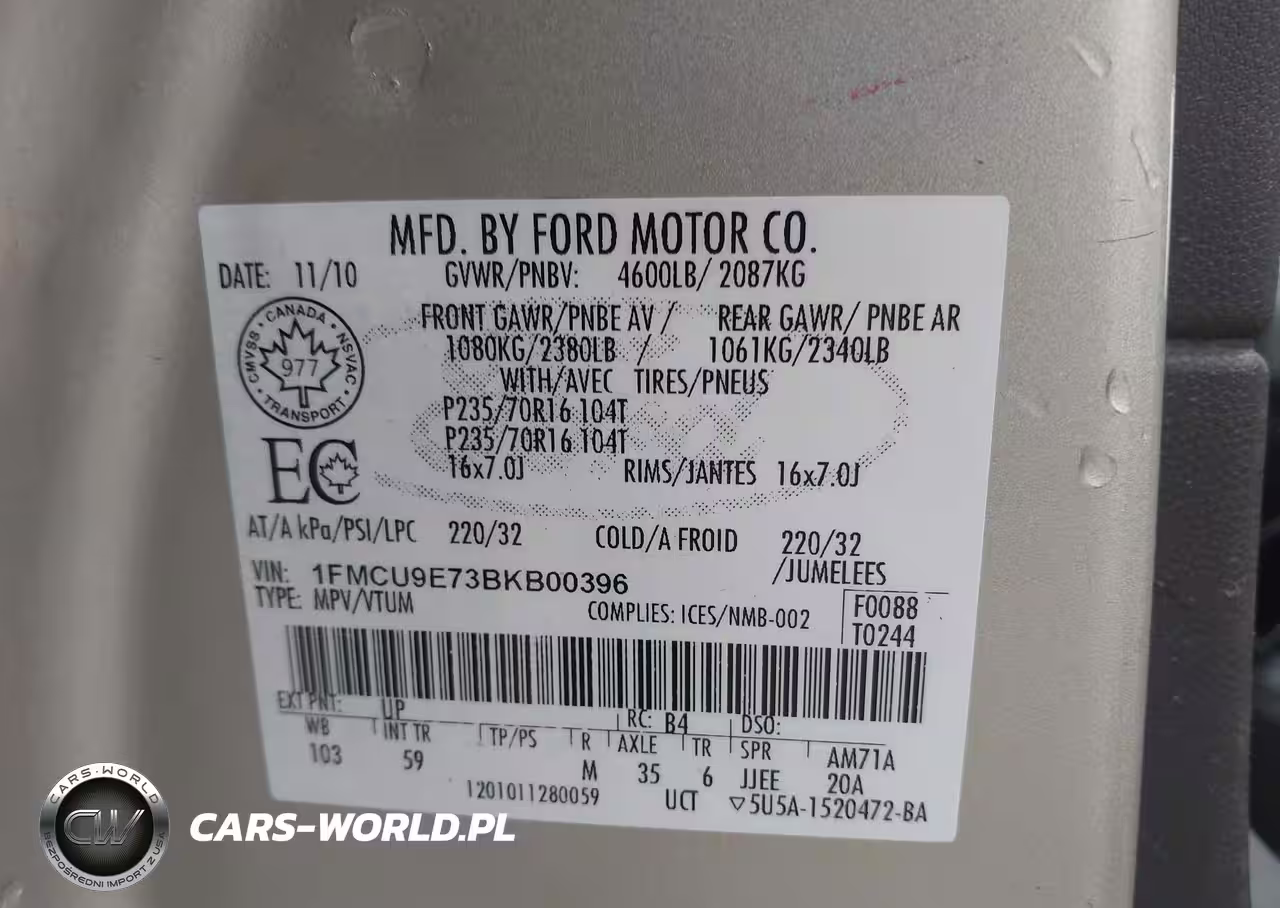 MFD. BY FORD MOTOR CO.
DATE: 11/10 GVWR/PNBV: 4600LB/ 2087KG
CANADA
CMVSS NSVAC
977
TRANSPORT
FRONT GAWR/PNBE AV / REAR GAWR/ PNBE AR
1080KG/2380LB / 1061KG/2340LB
WITH/AVEC TIRES/PNEUS
P235/70R16 104T
P235/70R16 104T
16x7.0J RIMS/JANTES 16x7.0J
EC
AT/A kPa/PSI/LPC 220/32 COLD/A FROID 220/32
/JUMELEES
VIN: 1FMCU9E73BKB00396
TYPE: MPV/VTUM COMPLIES: ICES/NMB-002
F0088
T0244
EXT PNT: UP RC: B4 DSO:
WB INT TR TP/PS R AXLE TR SPR AM71A
103 59 M 35 6 JJEE 20A
1201011280059 UCT ▽5U5A-1520472-BA
CARS-WORLD
CW
BEZPOŚREDNI IMPORT Z USA
CARS-WORLD.PL